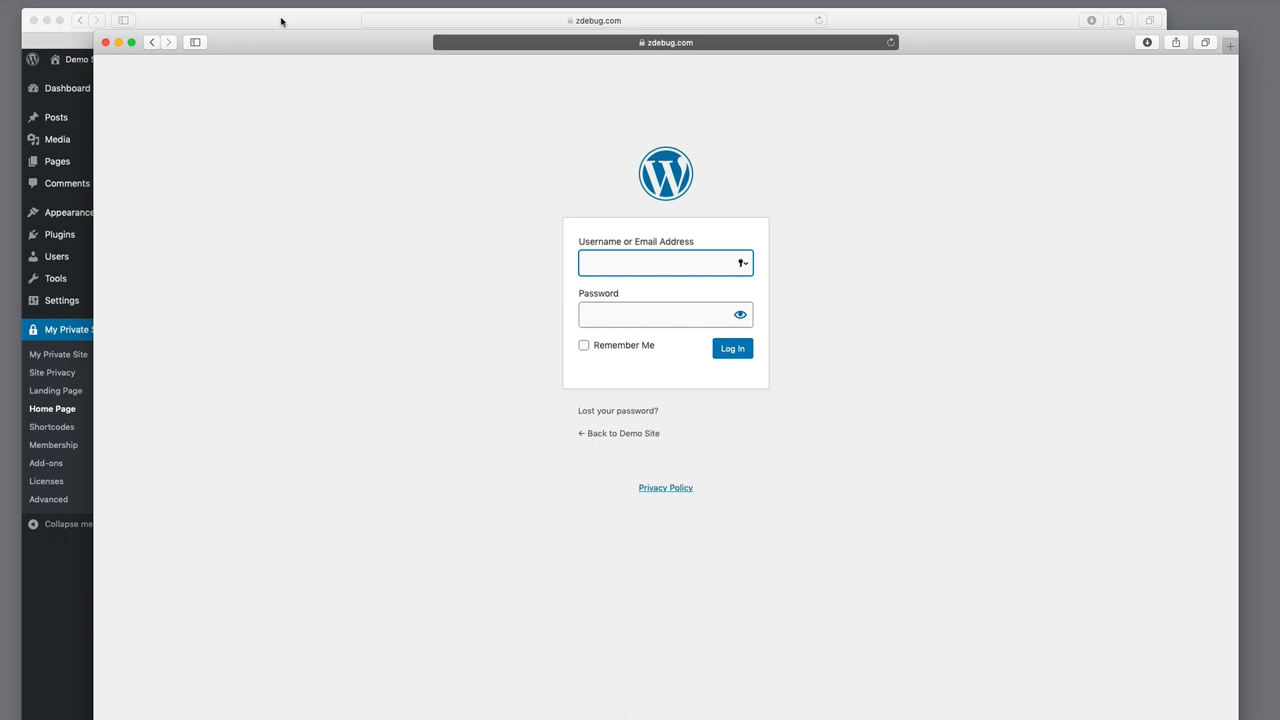 zdebug.com
zdebug.com
Demo S
Dashboard
Posts
Media
Pages
Comments
Appearance
Plugins
Users
Tools
Settings
My Private S
My Private Site
Site Privacy
Landing Page
Home Page
Shortcodes
Membership
Add-ons
Licenses
Advanced
Collapse me
Username or Email Address
Password
Remember Me
Log In
Lost your password?
← Back to Demo Site
Privacy Policy